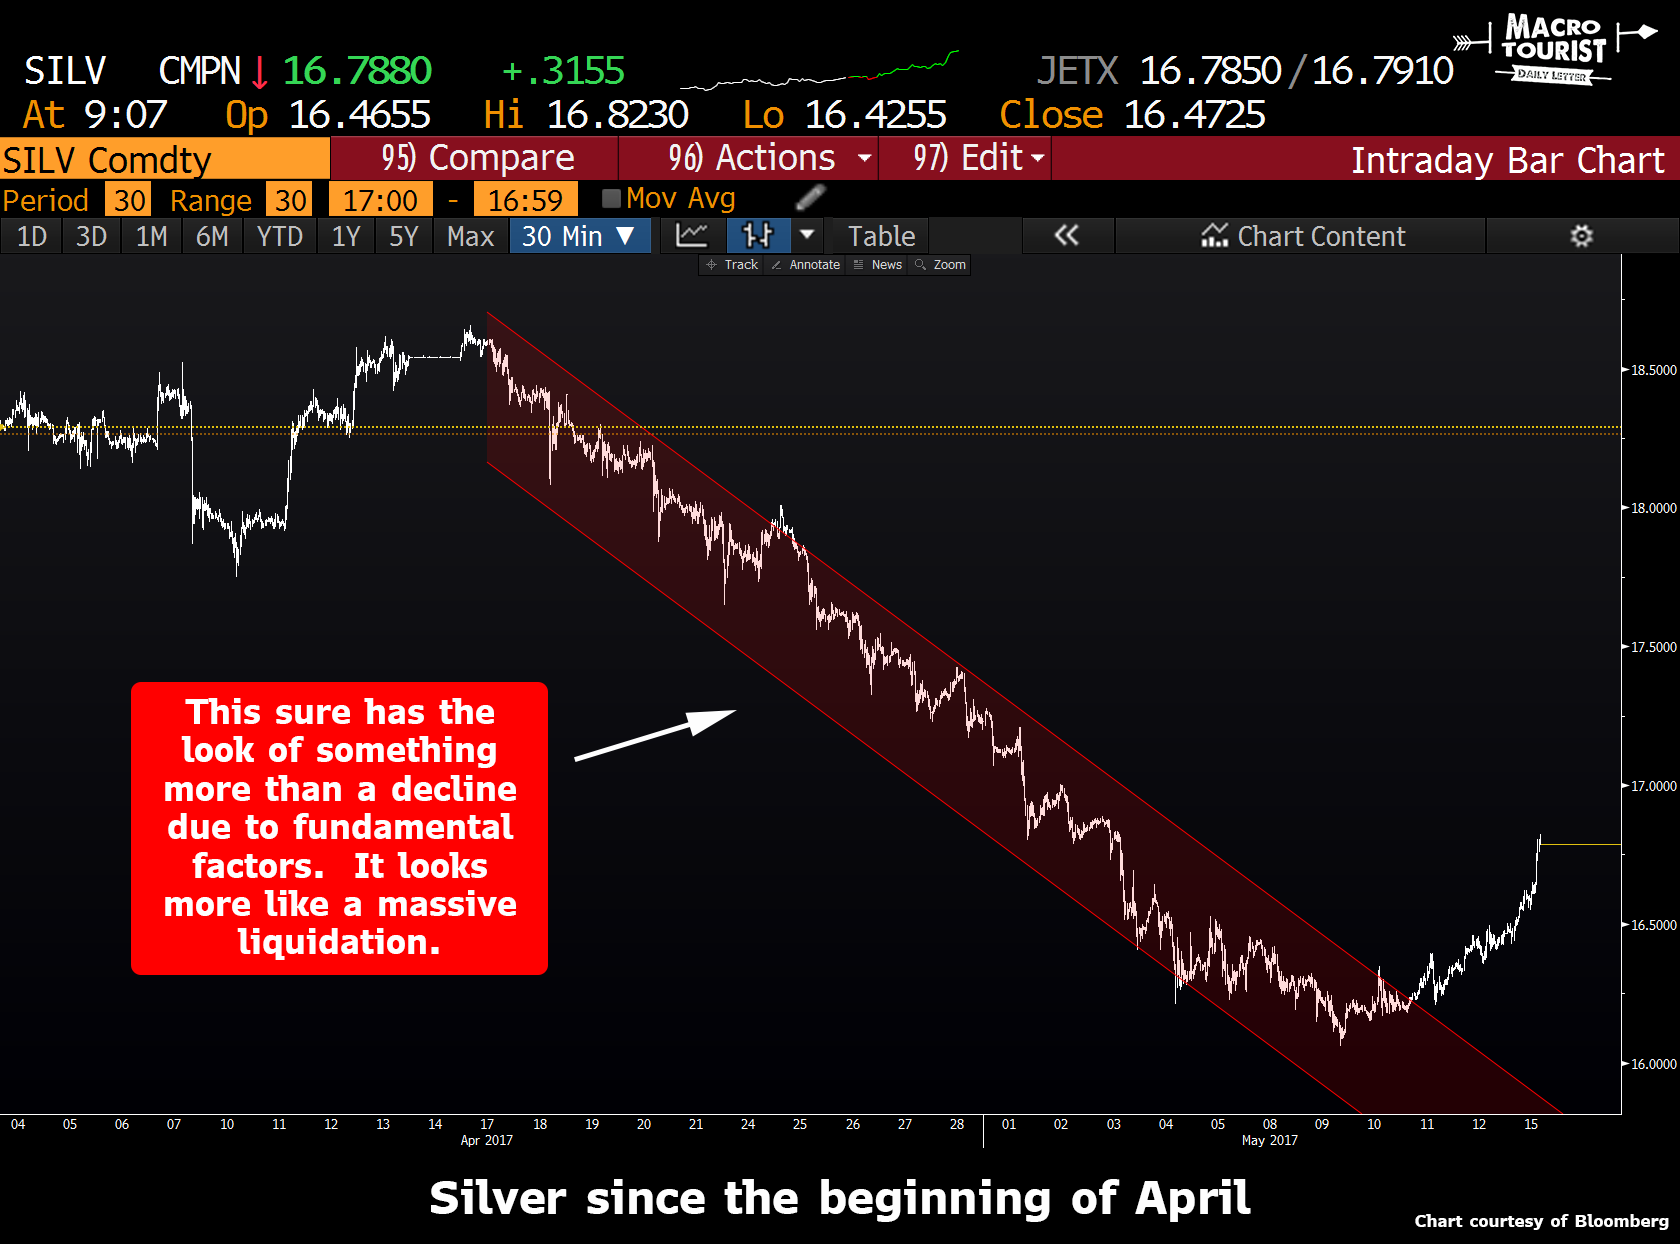 MACRO
TOURIST
DAILY LETTER
SILV CMPN ↓ 16.7880 +.3155 JETX 16.7850/16.7910
At 9:07 Op 16.4655 Hi 16.8230 Lo 16.4255 Close 16.4725
SILV Comdty 95) Compare 96) Actions 97) Edit Intraday Bar Chart
Period 30 Range 30 17:00 - 16:59 Mov Avg
1D 3D 1M 6M YTD 1Y 5Y Max 30 Min ▼ Table « Chart Content
Track Annotate News Zoom
18.5000
18.0000
17.5000
17.0000
16.5000
16.0000
This sure has the
look of something
more than a decline
due to fundamental
factors. It looks
more like a massive
liquidation.
04 05 06 07 10 11 12 13 14 17 18 19 20 21 24 25 26 27 28 01 02 03 04 05 08 09 10 11 12 15
Apr 2017 May 2017
Silver since the beginning of April
Chart courtesy of Bloomberg